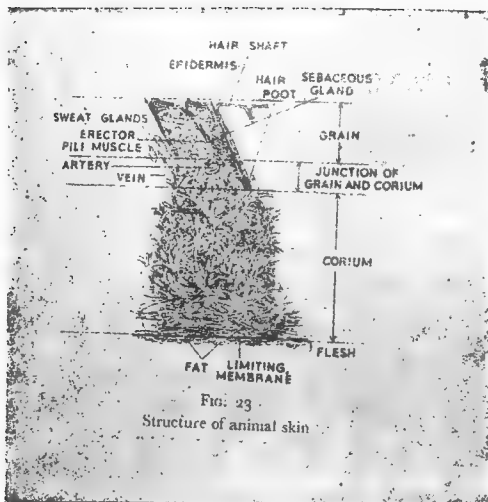 HAIR SHAFT
EPIDERMIS
HAIR ROOT
SEBACEOUS GLAND
SWEAT GLANDS
ERECTOR PILI MUSCLE
ARTERY
VEIN
GRAIN
JUNCTION OF GRAIN AND CORIUM
CORIUM
FLESH
FAT
LIMITING MEMBRANE
FIG: 23
Structure of animal skin